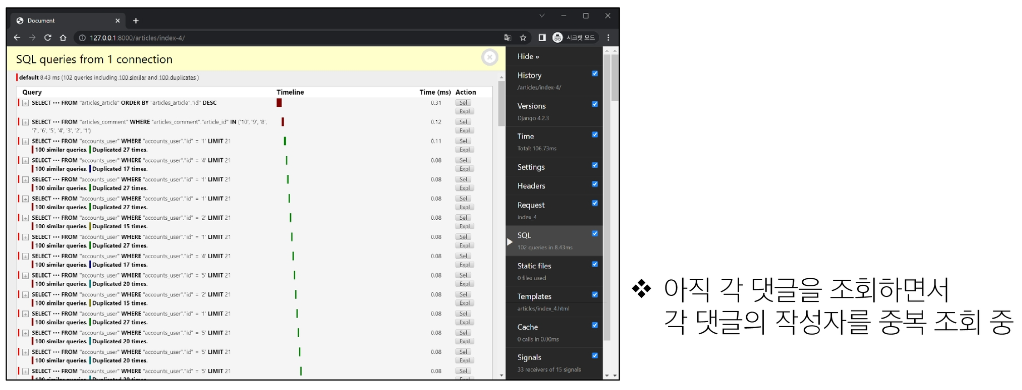 Document
127.0.0.1:8000/articles/index-4/
시크릿 모드
SQL queries from 1 connection
default 8.43 ms (102 queries including 100 similar and 100 duplicates )
Query Timeline Time (ms) Action
SELECT ••• FROM "articles_article" ORDER BY "articles_article"."id" DESC 0.31 Sel
Expl
SELECT ••• FROM "articles_comment" WHERE "articles_comment"."article_id" IN ('10', '9', '8', 0.12 Sel
'7', '6', '5', '4', '3', '2', '1') Expl
SELECT ••• FROM "accounts_user" WHERE "accounts_user"."id" = '1' LIMIT 21 0.11 Sel
100 similar queries. Duplicated 27 times. Expl
SELECT ••• FROM "accounts_user" WHERE "accounts_user"."id" = '4' LIMIT 21 0.08 Sel
100 similar queries. Duplicated 17 times. Expl
SELECT ••• FROM "accounts_user" WHERE "accounts_user"."id" = '1' LIMIT 21 0.08 Sel
100 similar queries. Duplicated 27 times. Expl
SELECT ••• FROM "accounts_user" WHERE "accounts_user"."id" = '1' LIMIT 21 0.08 Sel
100 similar queries. Duplicated 27 times. Expl
SELECT ••• FROM "accounts_user" WHERE "accounts_user"."id" = '2' LIMIT 21 0.08 Sel
100 similar queries. Duplicated 15 times. Expl
SELECT ••• FROM "accounts_user" WHERE "accounts_user"."id" = '1' LIMIT 21 0.08 Sel
100 similar queries. Duplicated 27 times. Expl
SELECT ••• FROM "accounts_user" WHERE "accounts_user"."id" = '4' LIMIT 21 0.08 Sel
100 similar queries. Duplicated 17 times. Expl
SELECT ••• FROM "accounts_user" WHERE "accounts_user"."id" = '5' LIMIT 21 0.08 Sel
100 similar queries. Duplicated 20 times. Expl
SELECT ••• FROM "accounts_user" WHERE "accounts_user"."id" = '2' LIMIT 21 0.08 Sel
100 similar queries. Duplicated 15 times. Expl
SELECT ••• FROM "accounts_user" WHERE "accounts_user"."id" = '1' LIMIT 21 0.08 Sel
100 similar queries. Duplicated 27 times. Expl
SELECT ••• FROM "accounts_user" WHERE "accounts_user"."id" = '5' LIMIT 21 0.08 Sel
100 similar queries. Duplicated 20 times. Expl
SELECT ••• FROM "accounts_user" WHERE "accounts_user"."id" = '5' LIMIT 21 0.08 Sel
100 similar queries. Duplicated 20 times. Expl
SELECT ••• FROM "accounts_user" WHERE "accounts_user"."id" = '5' LIMIT 21 0.08 Sel
Hide »
History
/articles/index-4/
Versions
Django 4.2.3
Time
Settings
Headers
Request
index_4
SQL
102 queries in 8.43ms
Static files
0 files used
Templates
articles/index_4.html
Cache
0 calls in 0.00ms
Signals
33 receivers of 15 signals
❖ 아직 각 댓글을 조회하면서
각 댓글의 작성자를 중복 조회 중